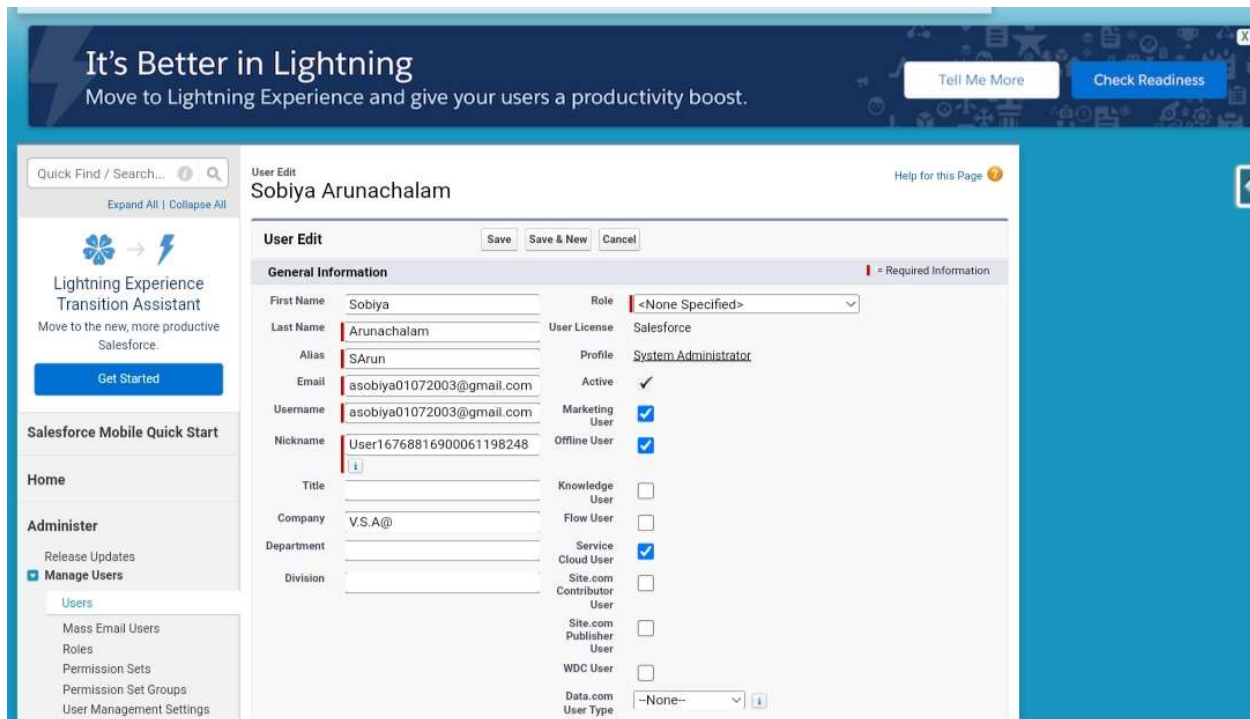 It's Better in Lightning
Move to Lightning Experience and give your users a productivity boost.
Tell Me More
Check Readiness
X
Quick Find / Search...
Expand All | Collapse All
Lightning Experience
Transition Assistant
Move to the new, more productive
Salesforce.
Get Started
Salesforce Mobile Quick Start
Home
Administer
Release Updates
Manage Users
Users
Mass Email Users
Roles
Permission Sets
Permission Set Groups
User Management Settings
User Edit
Sobiya Arunachalam
Help for this Page
User Edit
Save
Save & New
Cancel
General Information
= Required Information
First Name Sobiya
Last Name Arunachalam
Alias SArun
Email asobiya01072003@gmail.com
Username asobiya01072003@gmail.com
Nickname User16768816900061198248
Title
Company V.S.A@
Department
Division
Role <None Specified>
User License Salesforce
Profile System Administrator
Active
Marketing
User
Offline User
Knowledge
User
Flow User
Service
Cloud User
Site.com
Contributor
User
Site.com
Publisher
User
WDC User
Data.com
User Type --None--